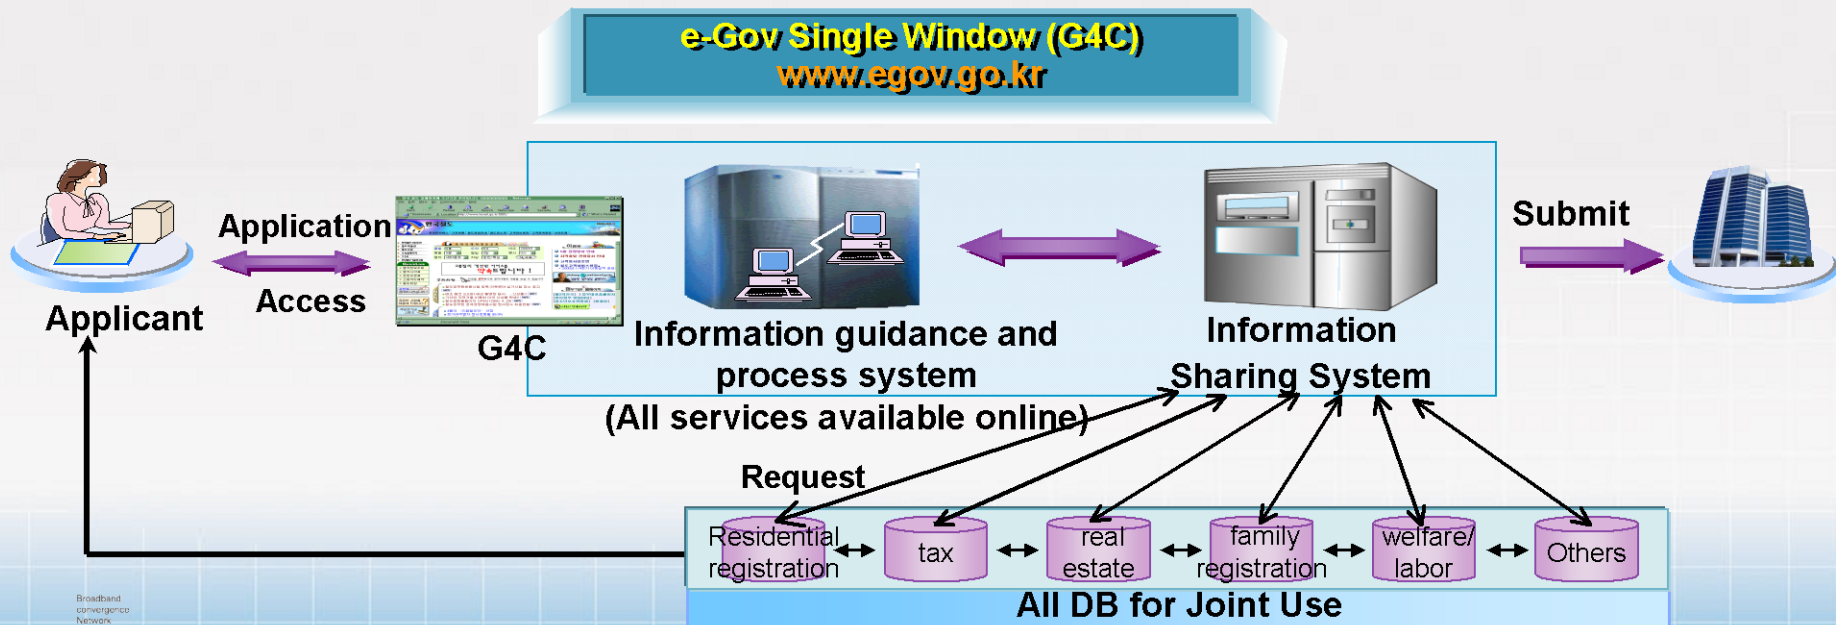 e-Gov Single Window (G4C)
www.egov.go.kr
Application
Access
Applicant
G4C
Information guidance and
process system
(All services available online)
Information
Sharing System
Submit
Request
Residential
registration
tax
real
estate
family
registration
welfare/
labor
Others
All DB for Joint Use
Broadband
convergence
Network